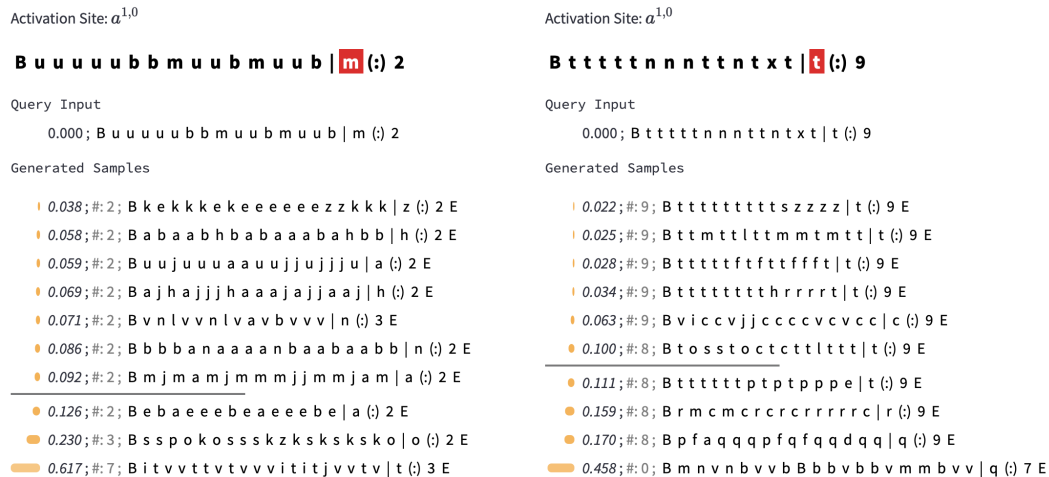 Activation Site: a^{1,0}
B u u u u u b b m u u b m u u b | m (:) 2
Query Input
0.000 ; B u u u u u b b m u u b m u u b | m (:) 2
Generated Samples
0.038 ; #: 2 ; B k e k k k e k e e e e e e z z k k k | z (:) 2 E
0.058 ; #: 2 ; B a b a a b h b a b a a a b a h b b | h (:) 2 E
0.059 ; #: 2 ; B u u j u u u a a u u j j u j j j u | a (:) 2 E
0.069 ; #: 2 ; B a j h a j j j h a a a j a j j a a j | h (:) 2 E
0.071 ; #: 2 ; B v n l v v n l v a v b v v v | n (:) 3 E
0.086 ; #: 2 ; B b b b a n a a a a n b a a b a a b b | n (:) 2 E
0.092 ; #: 2 ; B m j m a m j m m m j j m m j a m | a (:) 2 E
0.126 ; #: 2 ; B e b a e e e b e a e e e b e | a (:) 2 E
0.230 ; #: 3 ; B s s p o k o s s s k z k s k s k s k o | o (:) 2 E
0.617 ; #: 7 ; B i t v v t t v t v v v i t i t j v v t v | t (:) 3 E
Activation Site: a^{1,0}
B t t t t t n n n t t n t x t | t (:) 9
Query Input
0.000 ; B t t t t t n n n t t n t x t | t (:) 9
Generated Samples
0.022 ; #: 9 ; B t t t t t t t t t s z z z z | t (:) 9 E
0.025 ; #: 9 ; B t t m t t l t t m m t m t t | t (:) 9 E
0.028 ; #: 9 ; B t t t t t f t f t t f f f t | t (:) 9 E
0.034 ; #: 9 ; B t t t t t t t t h r r r r t | t (:) 9 E
0.063 ; #: 9 ; B v i c c v j j c c c c v c v c c | c (:) 9 E
0.100 ; #: 8 ; B t o s s t o c t c t t l t t t | t (:) 9 E
0.111 ; #: 8 ; B t t t t t t p t p t p p p e | t (:) 9 E
0.159 ; #: 8 ; B r m c m c r c r c r r r r r c | r (:) 9 E
0.170 ; #: 8 ; B p f a q q q p f q f q q d q q | q (:) 9 E
0.458 ; #: 0 ; B m n v n b v v b B b b v b b v m m b v v | q (:) 7 E